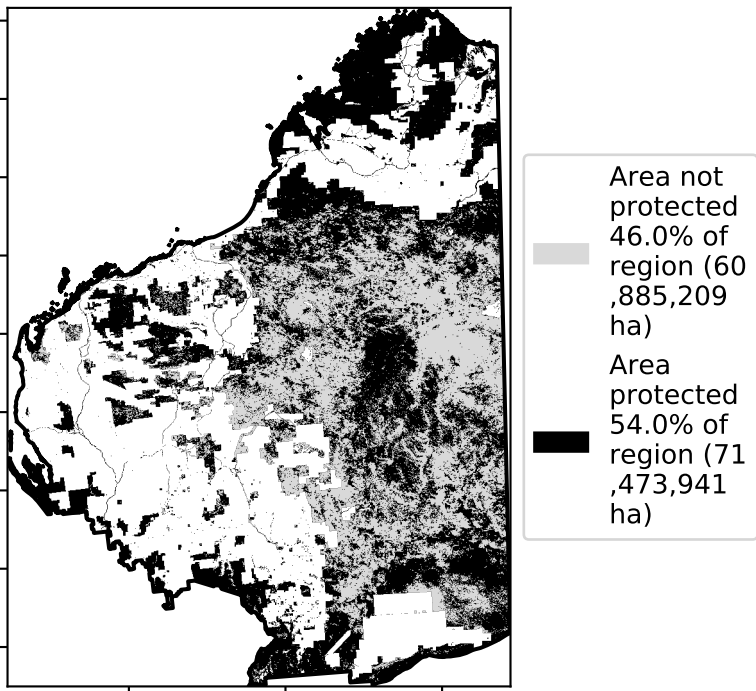 Area not
protected
46.0% of
region (60
,885,209
ha)
Area
protected
54.0% of
region (71
,473,941
ha)